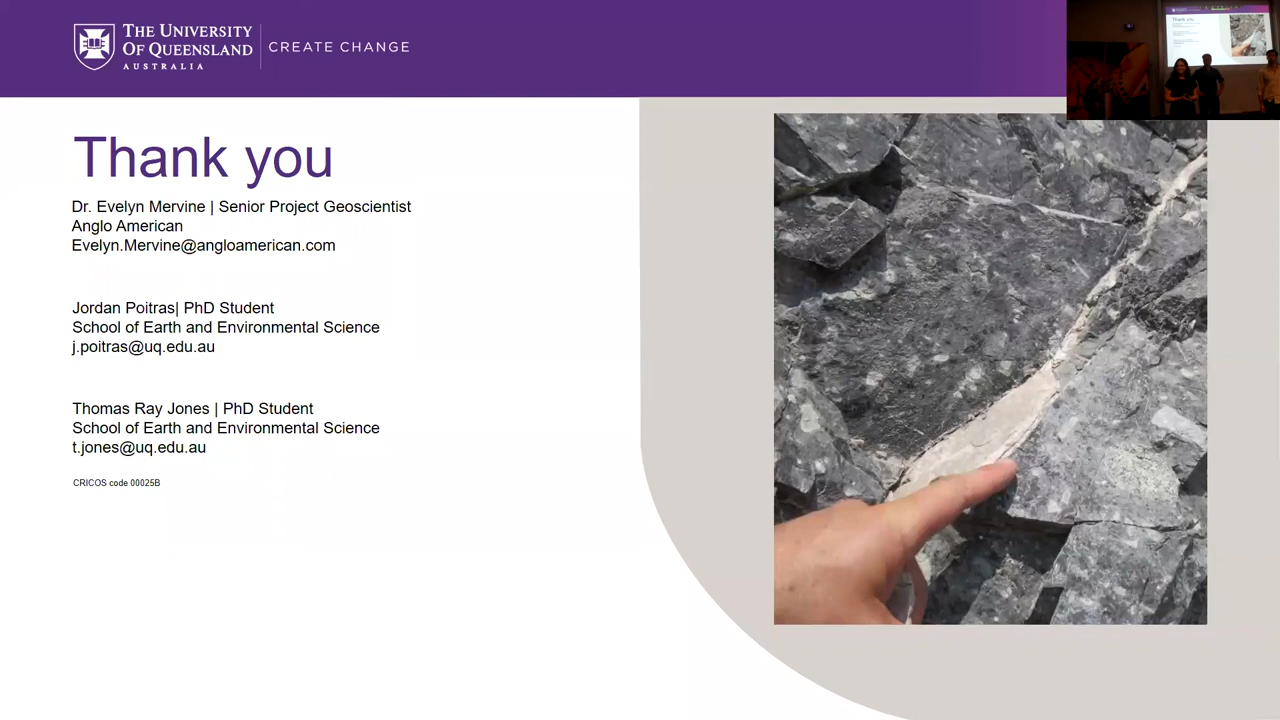 THE UNIVERSITY
OF QUEENSLAND
AUSTRALIA
CREATE CHANGE
Thank you
Dr. Evelyn Mervine | Senior Project Geoscientist
Anglo American
Evelyn.Mervine@angloamerican.com
Jordan Poitras| PhD Student
School of Earth and Environmental Science
j.poitras@uq.edu.au
Thomas Ray Jones | PhD Student
School of Earth and Environmental Science
t.jones@uq.edu.au
CRICOS code 00025B
Thank you